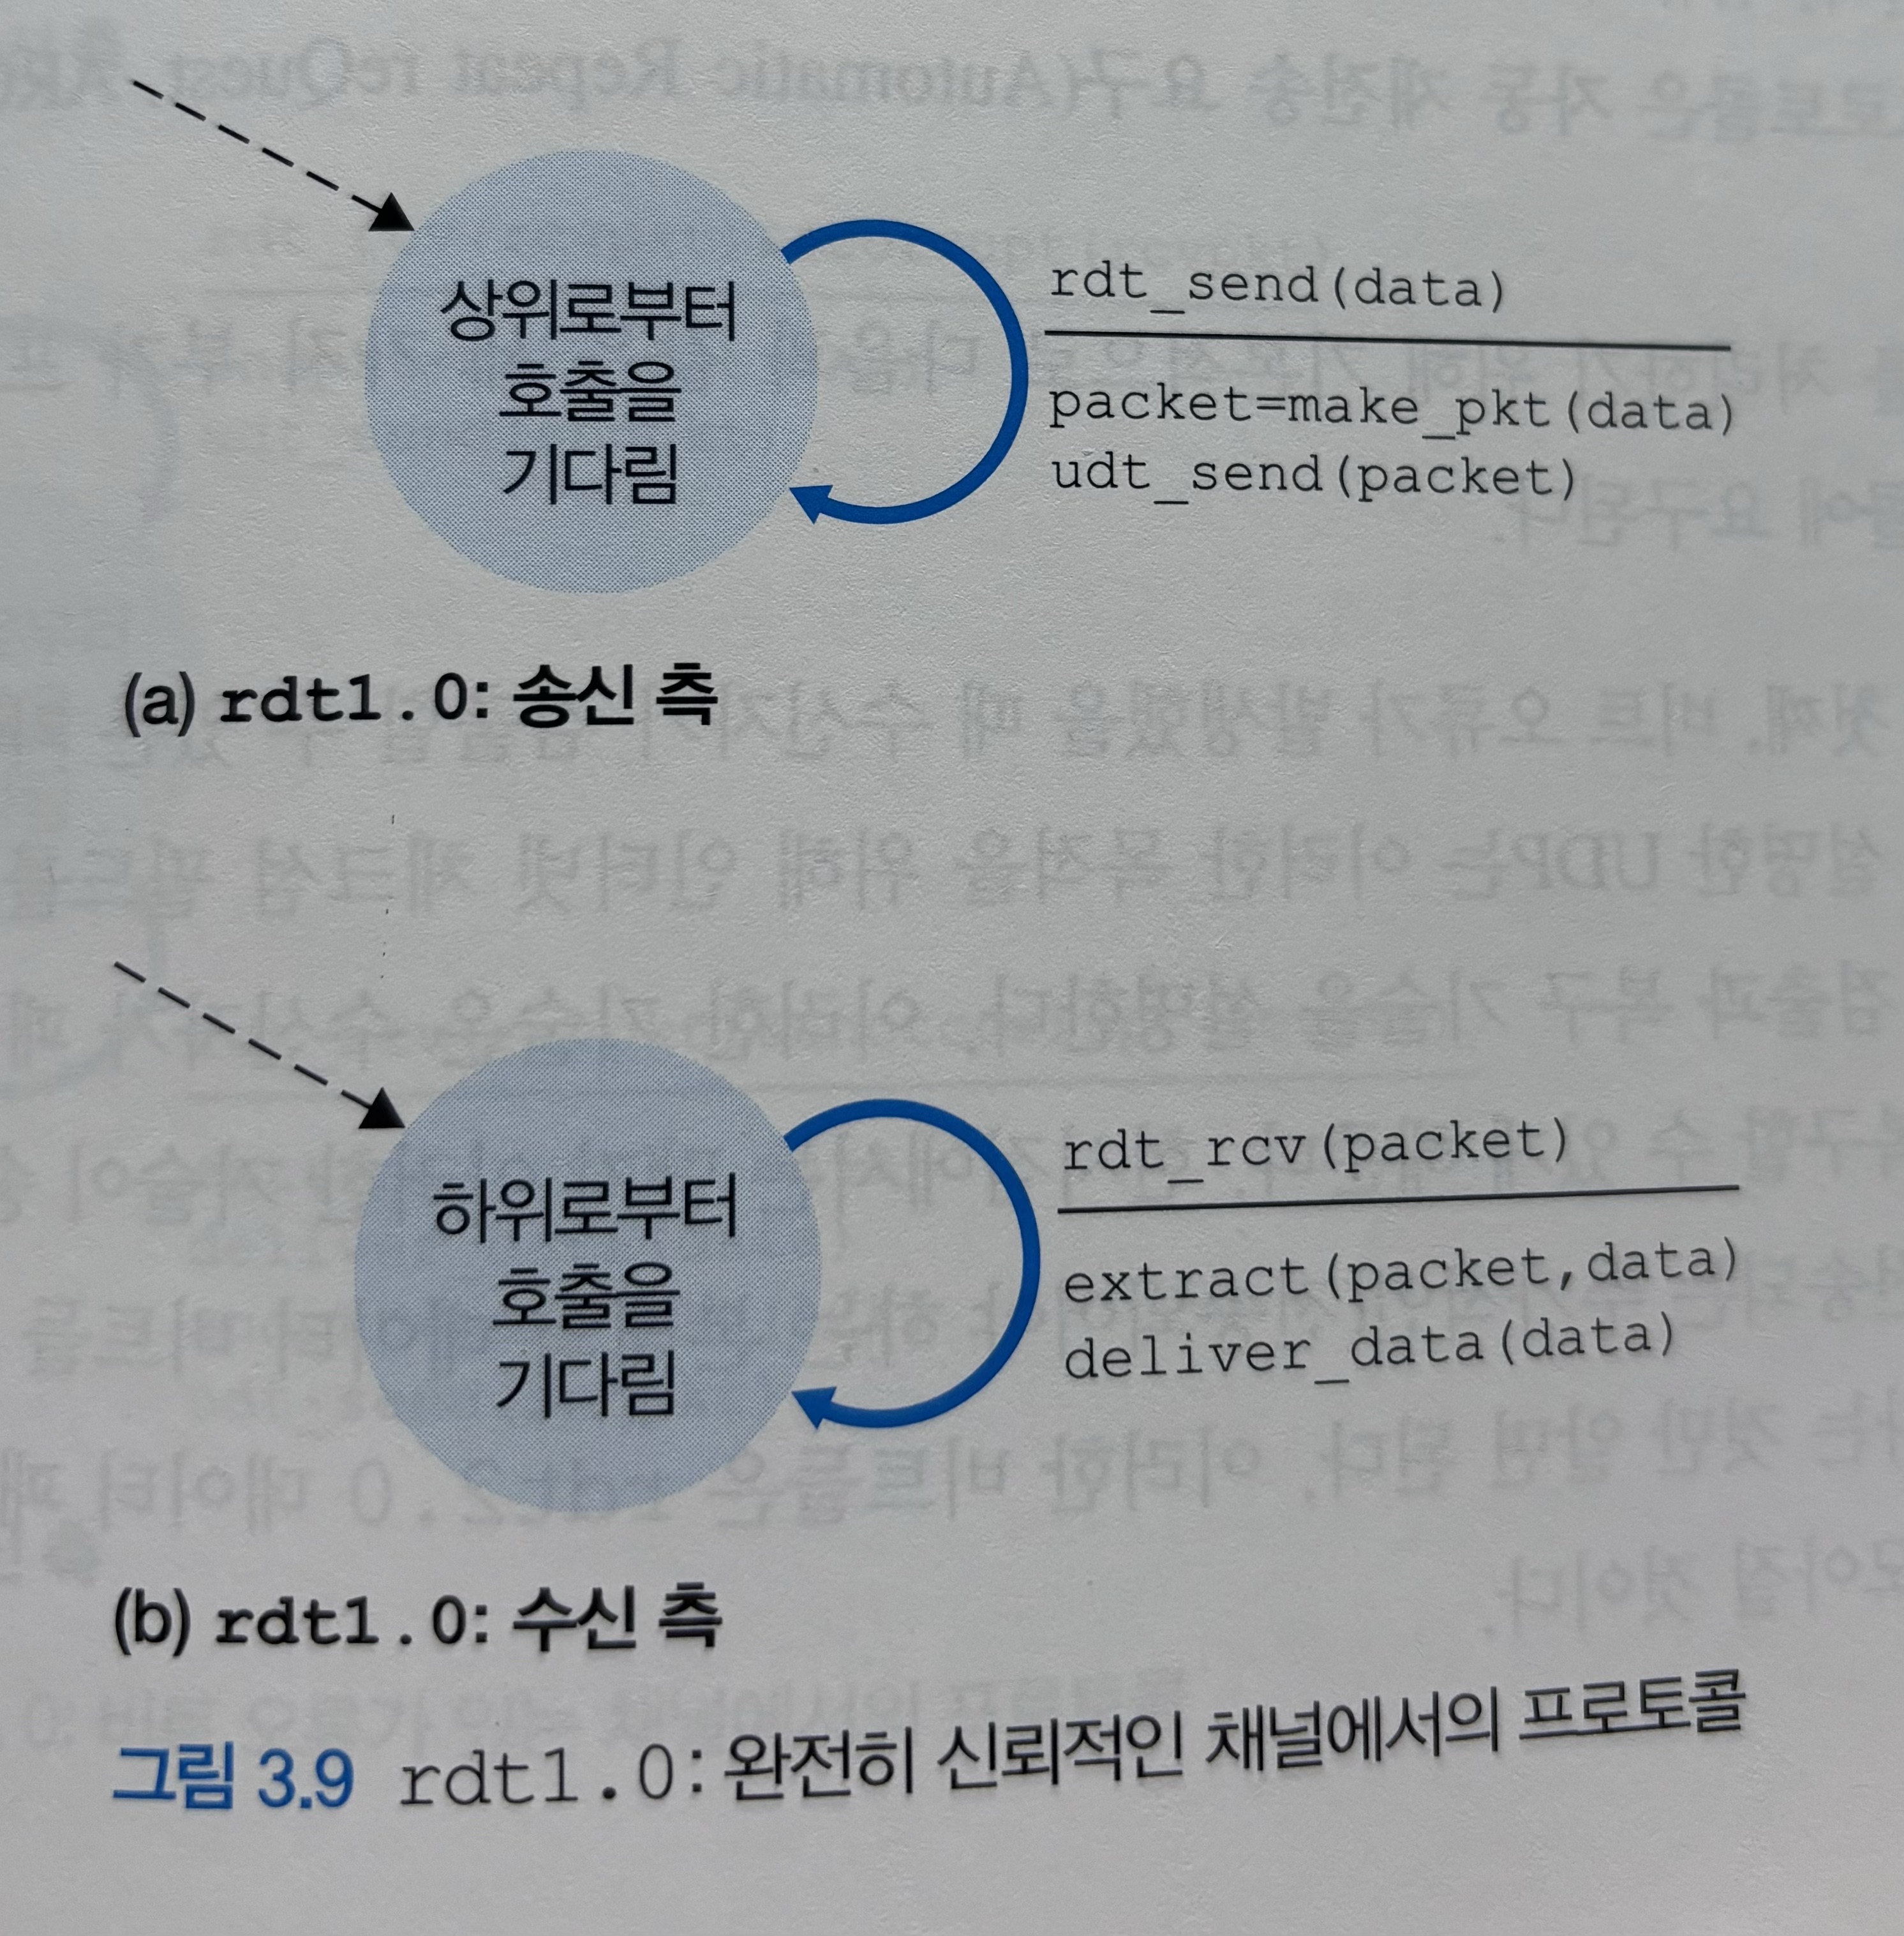 상위로부터
호출을
기다림
rdt_send(data)
packet=make_pkt(data)
udt_send(packet)
(a) rdt1.0: 송신 측
하위로부터
호출을
기다림
rdt_rcv(packet)
extract(packet,data)
deliver_data(data)
(b) rdt1.0: 수신 측
그림 3.9 rdt1.0: 완전히 신뢰적인 채널에서의 프로토콜